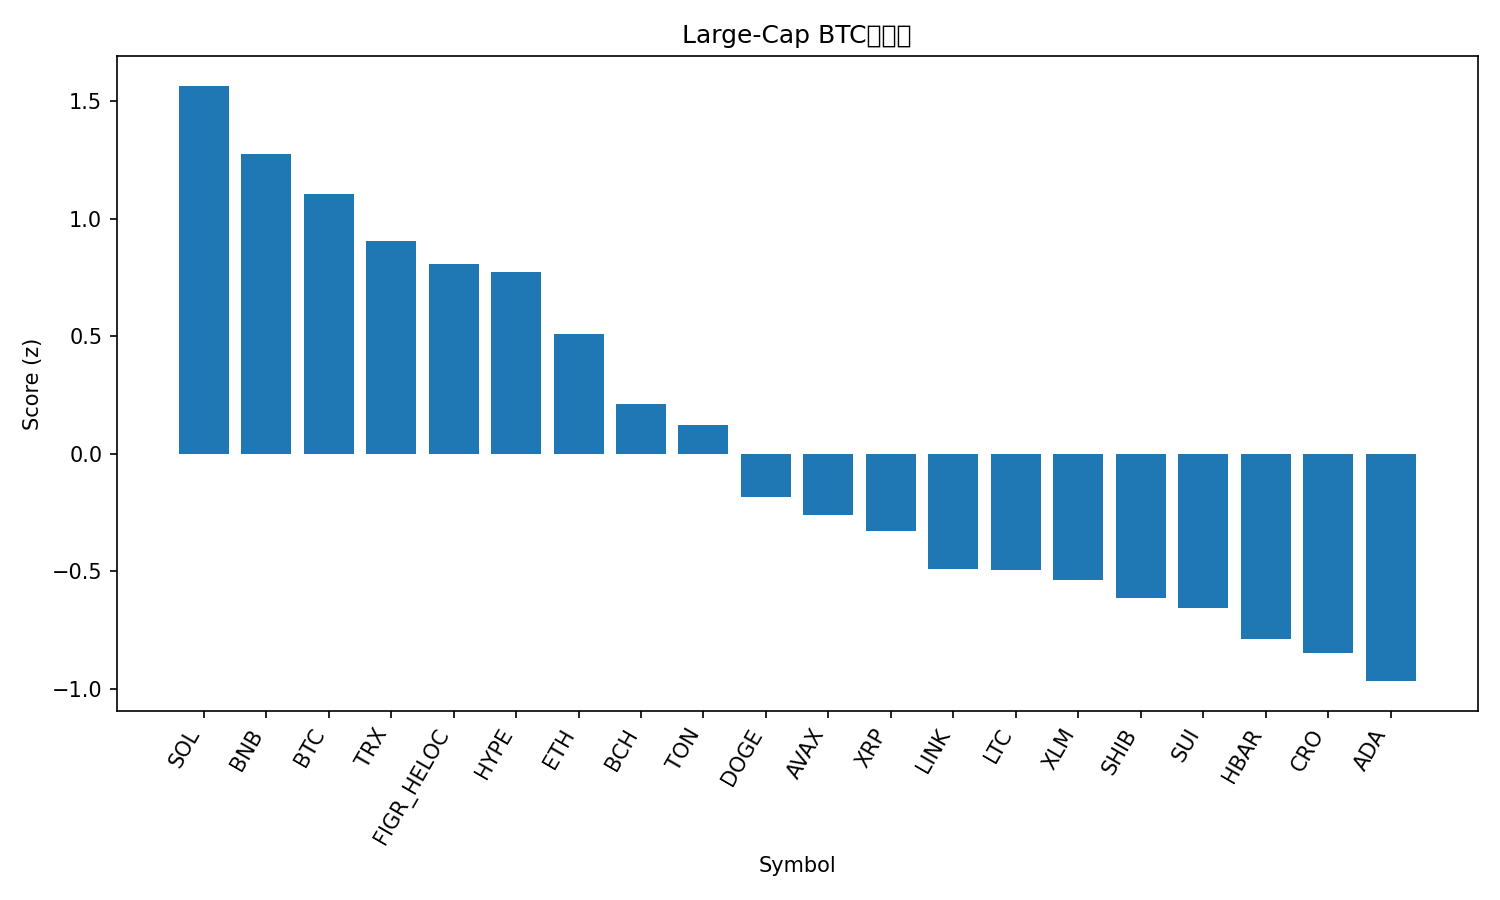 Large-Cap BTC
1.5
1.0
0.5
0.0
−0.5
−1.0
Score (z)
SOL
BNB
BTC
TRX
FIGR_HELOC
HYPE
ETH
BCH
TON
DOGE
AVAX
XRP
LINK
LTC
XLM
SHIB
SUI
HBAR
CRO
ADA
Symbol